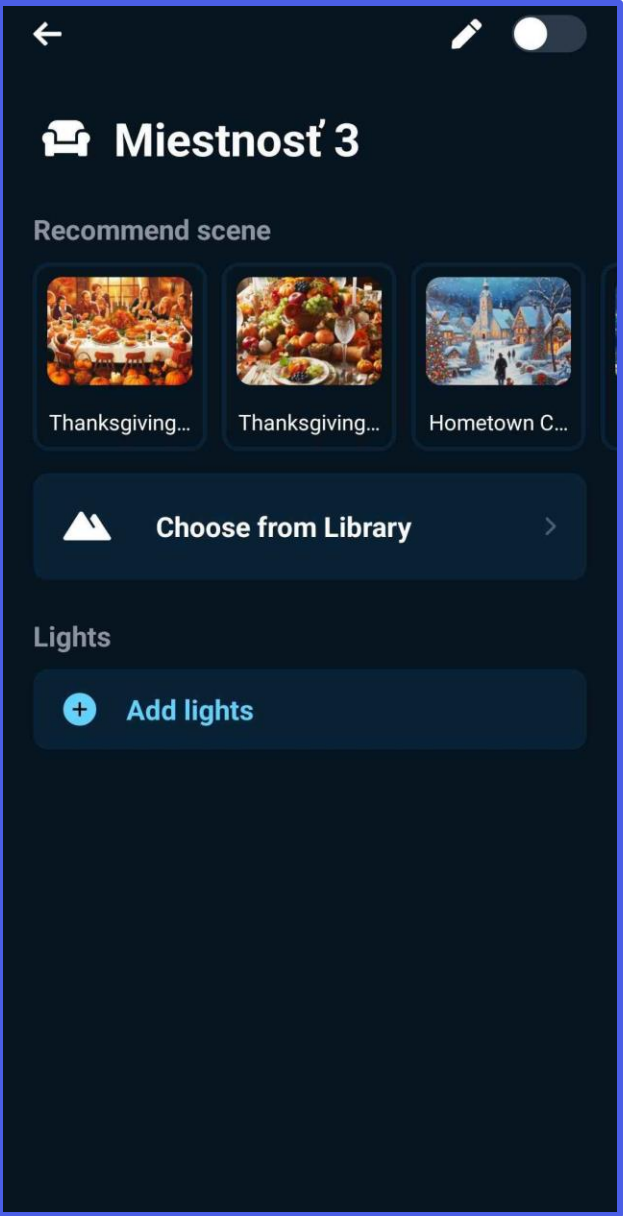 Miestnosť 3
Recommend scene
Thanksgiving...
Thanksgiving...
Hometown C...
Choose from Library
Lights
Add lights